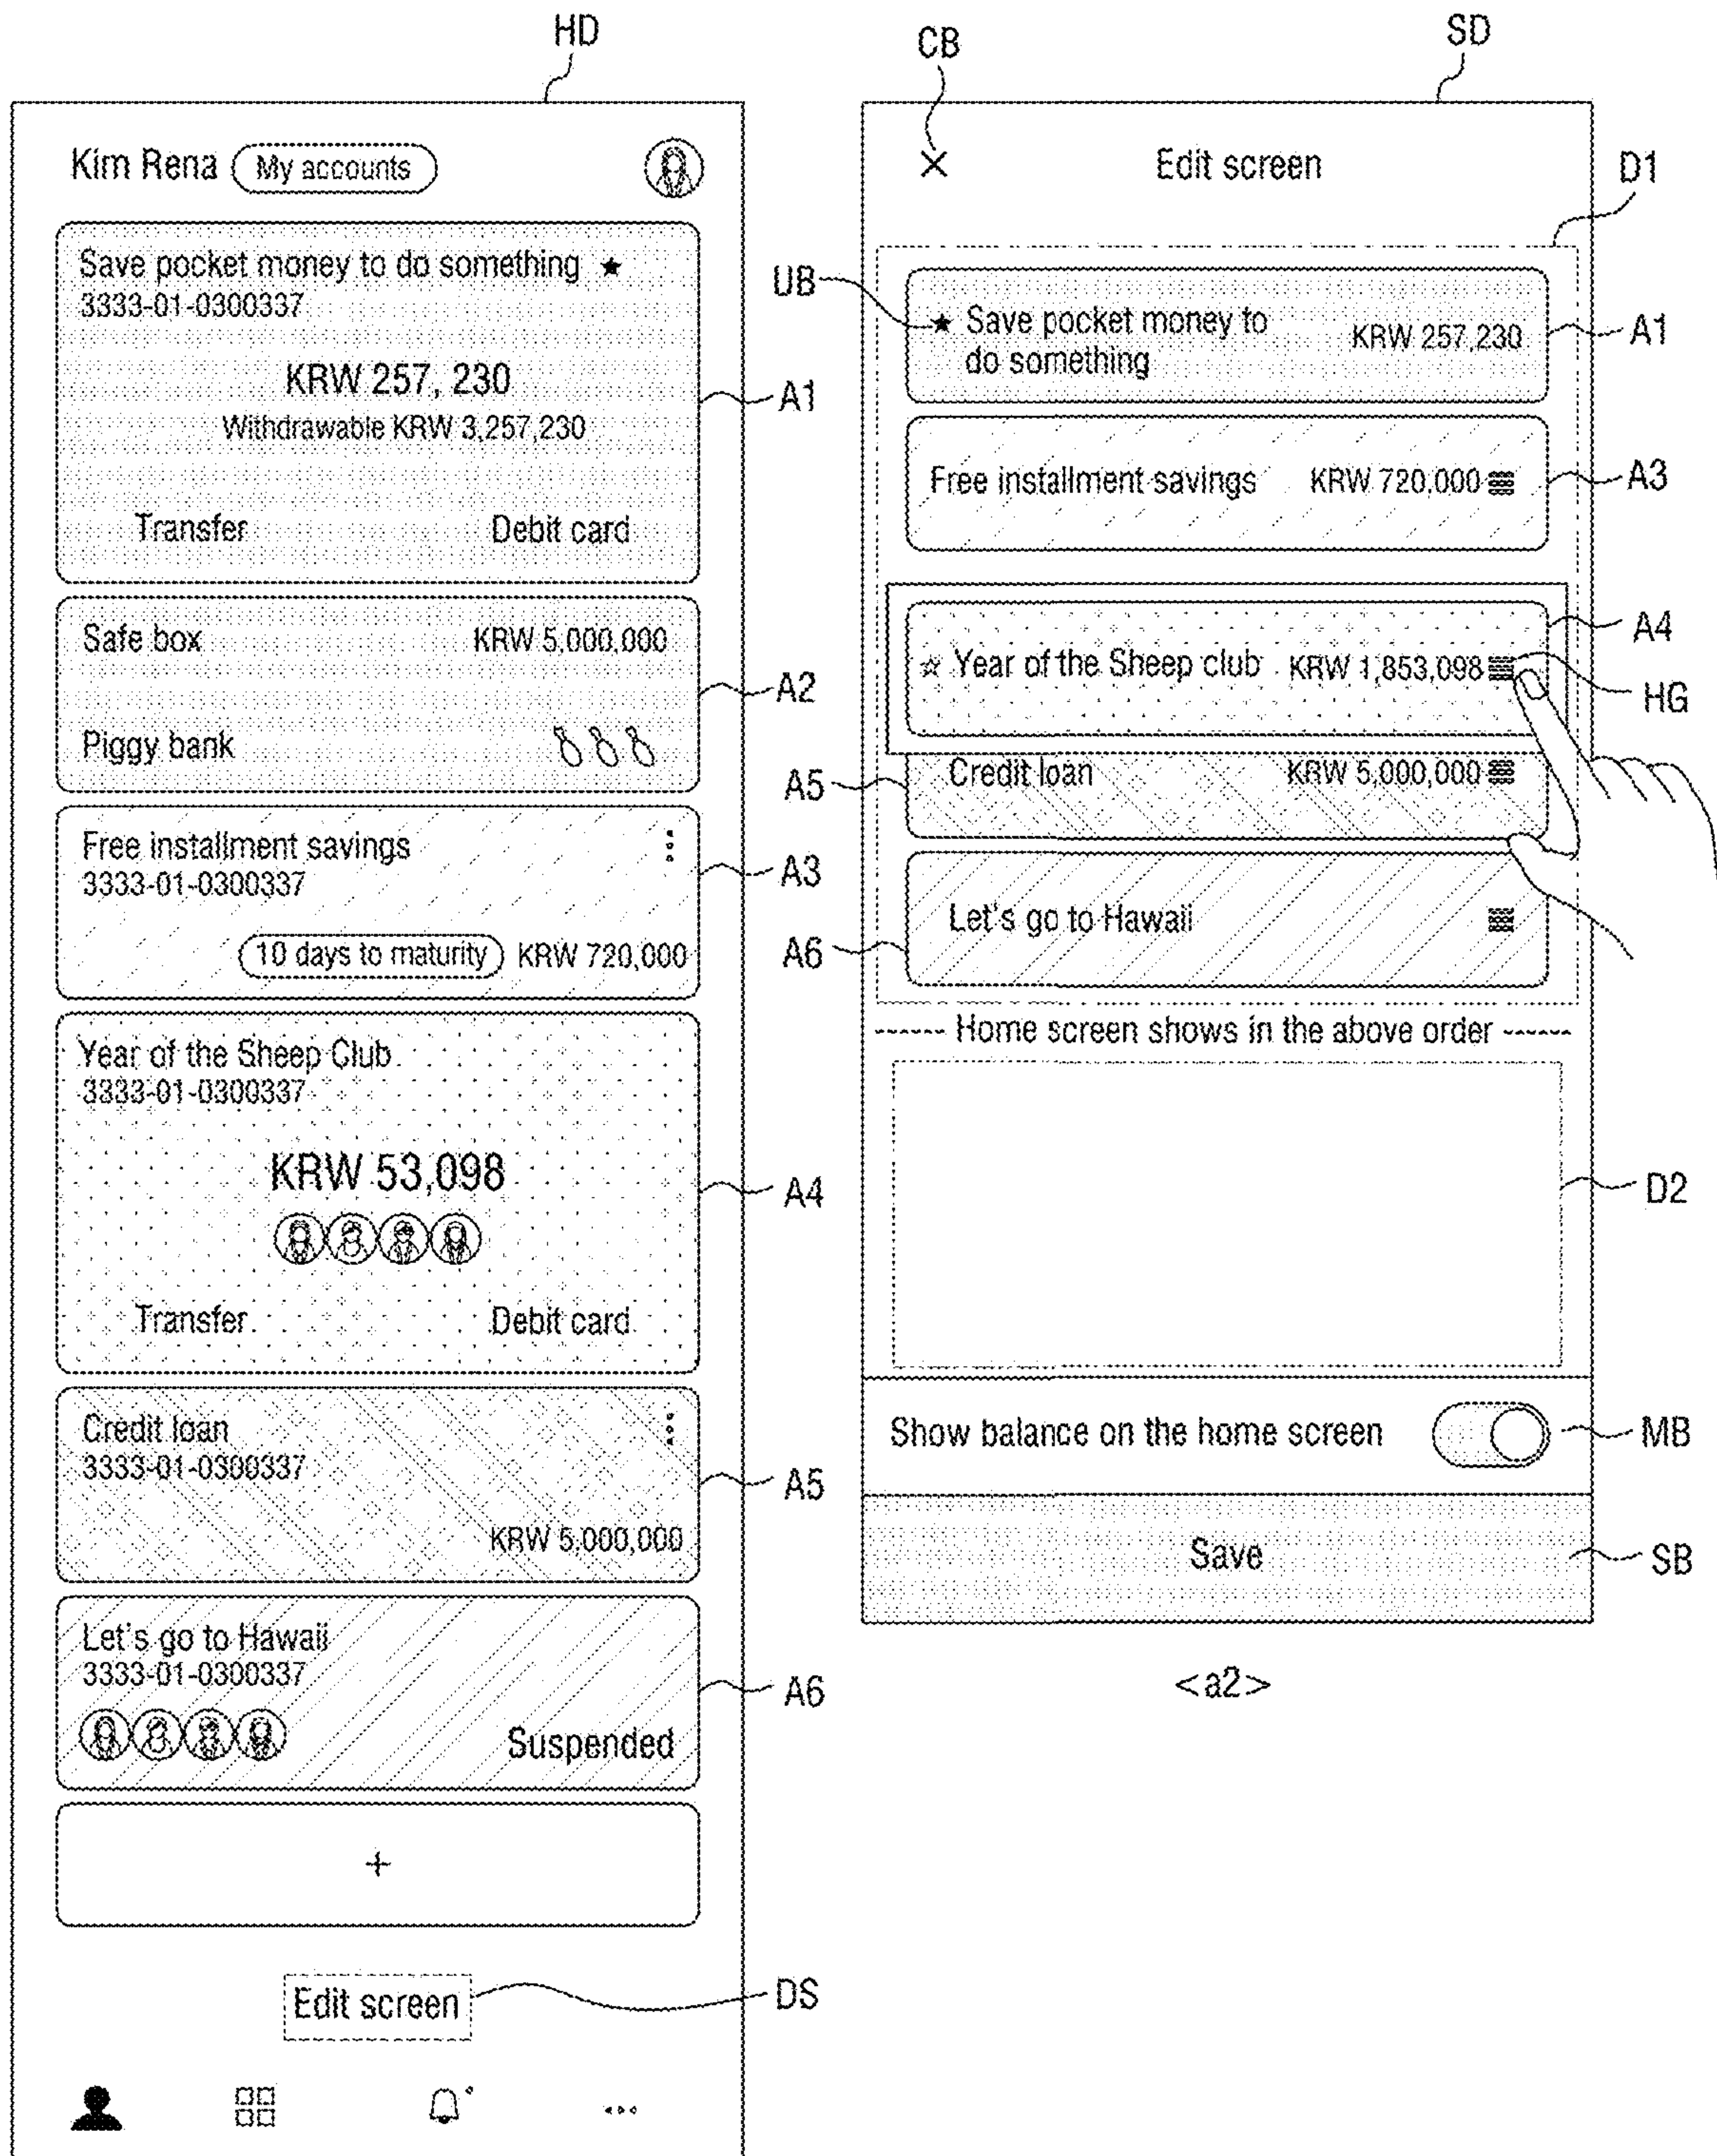 HD
Kim Rena My accounts
Save pocket money to do something ★
3333-01-0300337
KRW 257, 230
Withdrawable KRW 3,257,230
Transfer Debit card
A1
Safe box KRW 5,000,000
Piggy bank
A2
Free installment savings
3333-01-0300337
10 days to maturity KRW 720,000
A3
Year of the Sheep Club
3333-01-0300337
KRW 53,098
Transfer Debit card
A4
Credit loan
3333-01-0300337
KRW 5,000,000
A5
Let's go to Hawaii
3333-01-0300337
Suspended
A6
+
Edit screen
DS
CB
SD
× Edit screen
D1
UB
★ Save pocket money to
do something
KRW 257,230
A1
Free installment savings KRW 720,000
A3
☆ Year of the Sheep club KRW 1,853,098
A4
HG
Credit loan KRW 5,000,000
A5
Let's go to Hawaii
A6
Home screen shows in the above order
D2
Show balance on the home screen
MB
Save
SB
<a2>